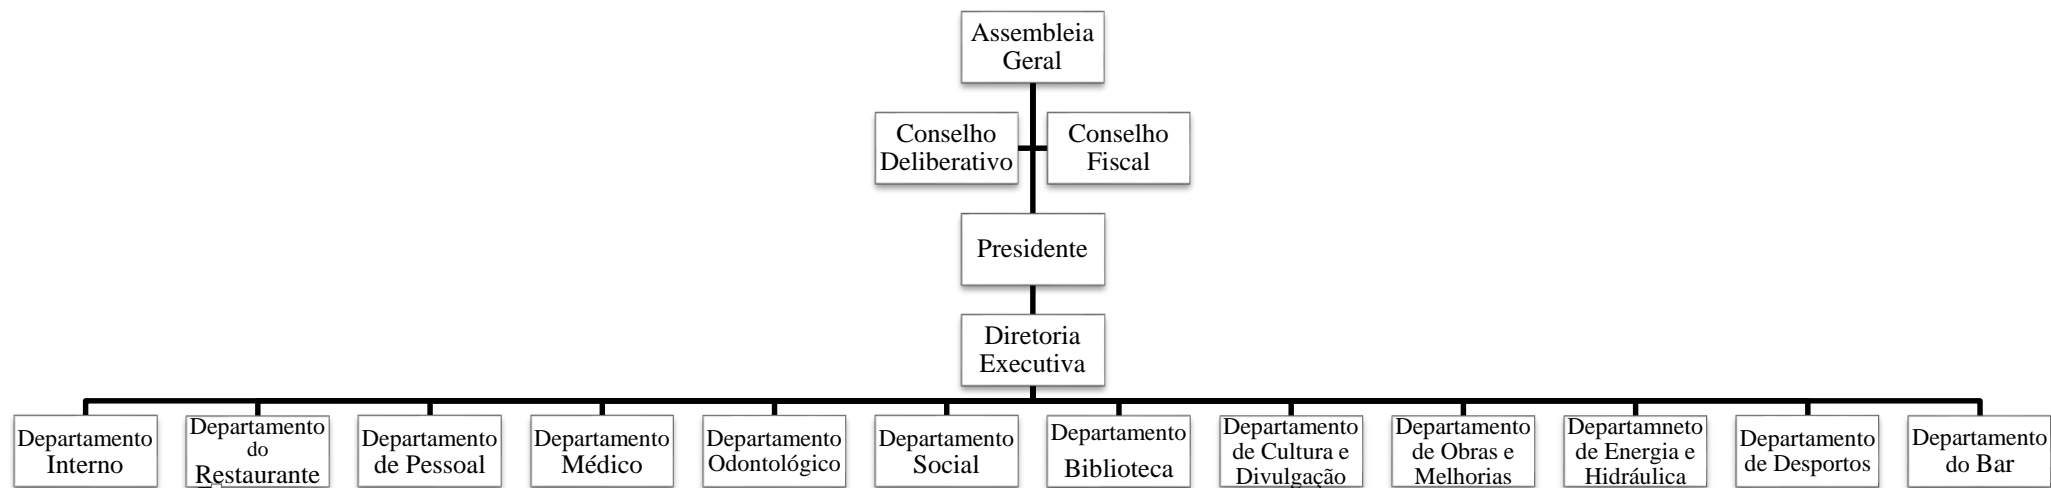 Assembleia
Geral
Conselho
Deliberativo
Conselho
Fiscal
Presidente
Diretoria
Executiva
Departamento
Interno
Departamento
do
Restaurante
Departamento
de Pessoal
Departamento
Médico
Departamento
Odontológico
Departamento
Social
Departamento
Biblioteca
Departamento
de Cultura e
Divulgação
Departamento
de Obras e
Melhorias
Departamneto
de Energia e
Hidráulica
Departamento
de Desportos
Departamento
do Bar